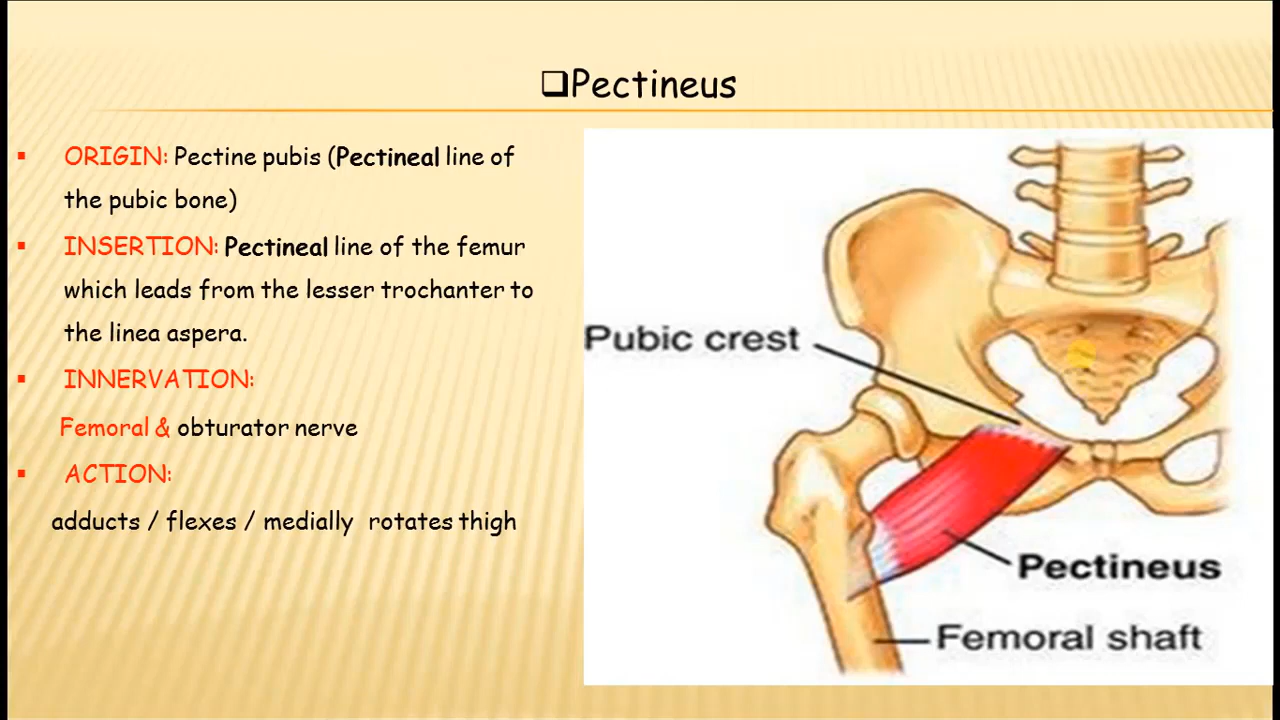 ❑Pectineus
▪ ORIGIN: Pectine pubis (Pectineal line of
the pubic bone)
▪ INSERTION: Pectineal line of the femur
which leads from the lesser trochanter to
the linea aspera.
▪ INNERVATION:
Femoral & obturator nerve
▪ ACTION:
adducts / flexes / medially rotates thigh
Pubic crest
Pectineus
Femoral shaft